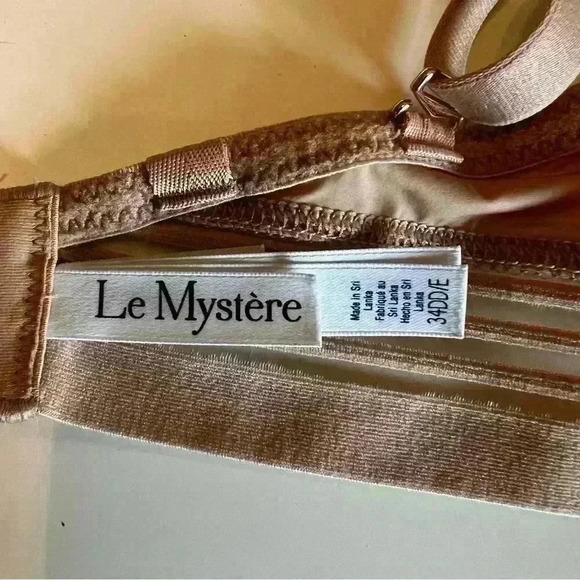 Le Mystère
Made in Sri
Lanka
Fabriqué au
Sri Lanka
Hecho en Sri
Lanka
34DD/E